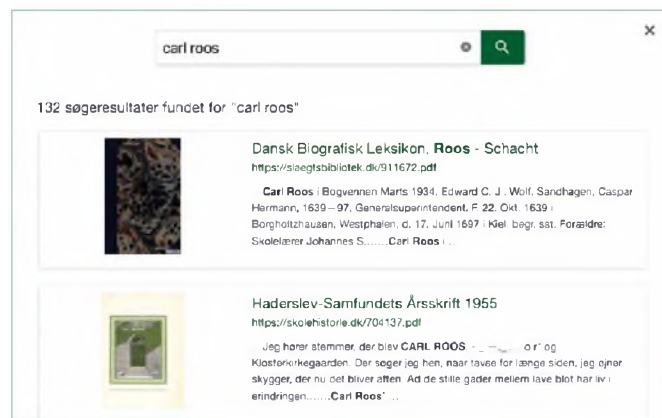 carl roos
132 søgeresultater fundet for "carl roos"
Dansk Biografisk Leksikon, Roos - Schacht
https://slaegtsbibliotek.dk/911672.pdf
Carl Roos i Bogvennen Marts 1934. Edward C. J. Wolf. Sandhagen, Caspar
Hermann, 1639—97, Generalsuperintendent. F. 22. Okt. 1639 i
Borgholtzhausen, Westphalen, d. 17. Juni 1697 i Kiel, begr. sst. Forældre:
Skolelærer Johannes S.......Carl Roos i ...
Haderslev-Samfundets Årsskrift 1955
https://skolehistorie.dk/704137.pdf
Jeg hører stemmer, der blev CARL ROOS. og
Klosterkirkegaarden. Der søger jeg hen, naar tavse for længe siden, jeg øjner
skygger, der nu det bliver aften. Ad de stille gader mellem lave blot har liv i
erindringen.......Carl Roos' ...